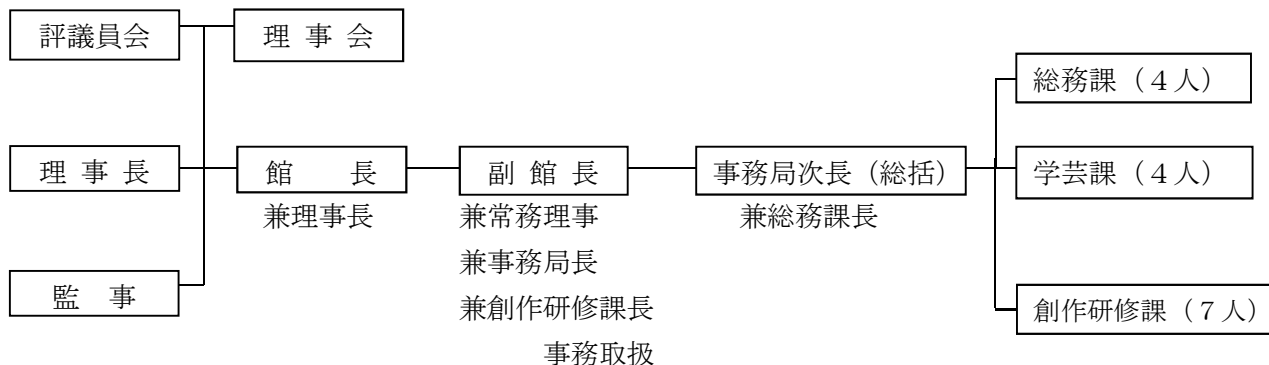 評議員会
理 事 会
総務課（４人）
理 事 長
館　　長
副 館 長
事務局次長（総括）
学芸課（４人）
兼理事長
兼常務理事
兼総務課長
兼事務局長
監　事
兼創作研修課長
創作研修課（７人）
事務取扱